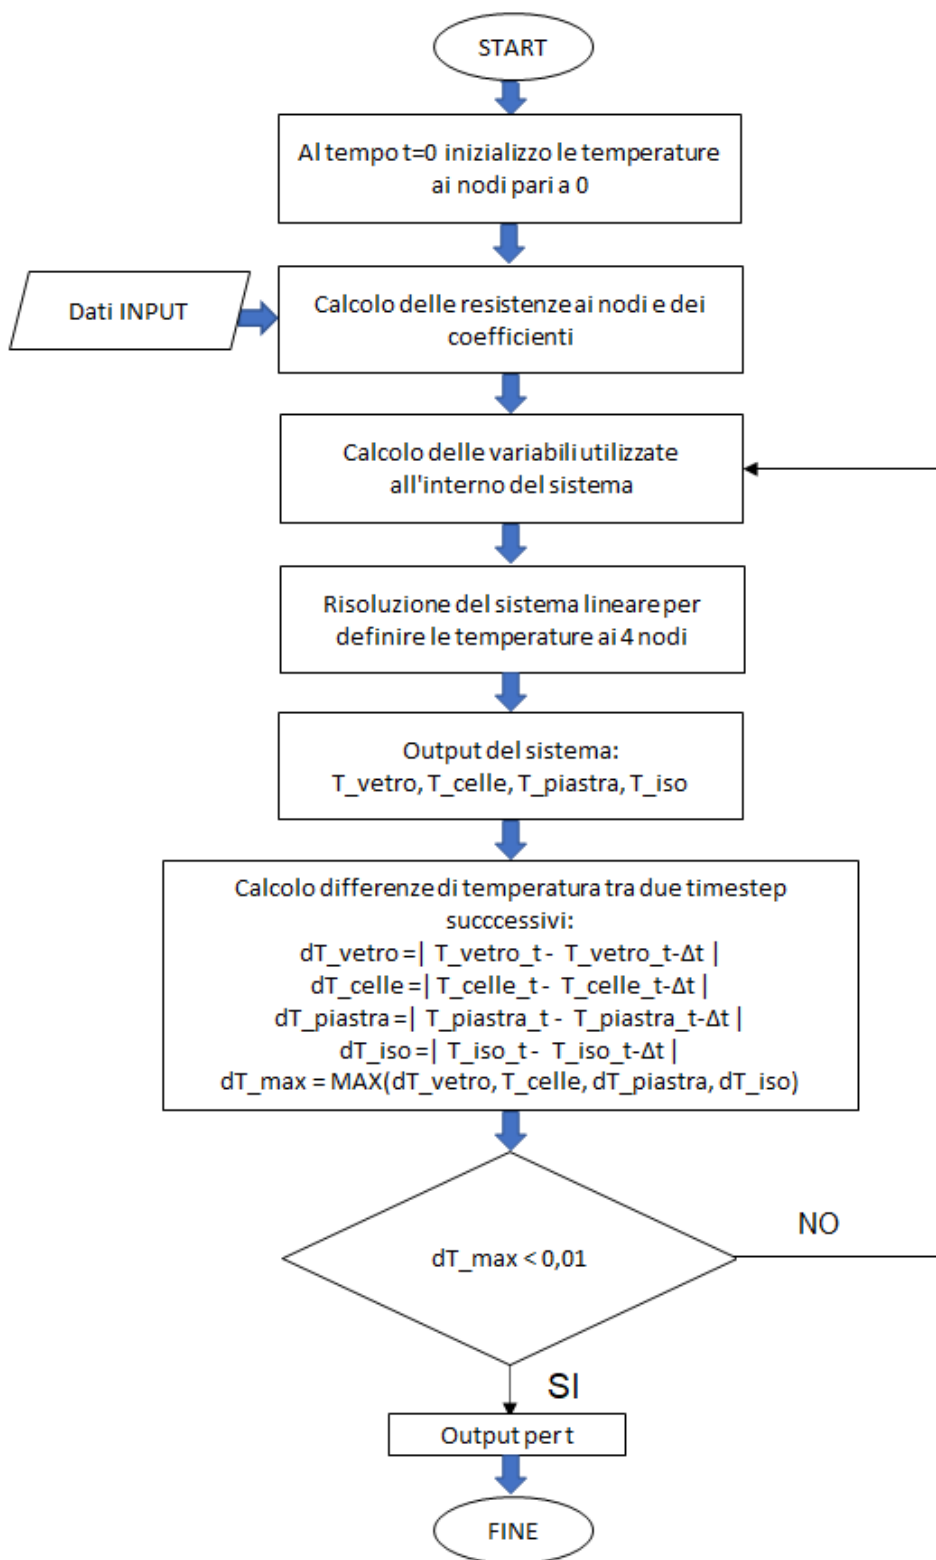 START
Al tempo t=0 inizializzo le temperature
ai nodi pari a 0
Dati INPUT
Calcolo delle resistenze ai nodi e dei
coefficienti
Calcolo delle variabili utilizzate
all'interno del sistema
Risoluzione del sistema lineare per
definire le temperature ai 4 nodi
Output del sistema:
T_vetro, T_celle, T_piastra, T_iso
Calcolo differenze di temperatura tra due timestep
succcessivi:
dT_vetro =| T_vetro_t - T_vetro_t-Δt |
dT_celle =| T_celle_t - T_celle_t-Δt |
dT_piastra =| T_piastra_t - T_piastra_t-Δt |
dT_iso =| T_iso_t - T_iso_t-Δt |
dT_max = MAX(dT_vetro, T_celle, dT_piastra, dT_iso)
NO
dT_max < 0,01
SI
Output per t
FINE